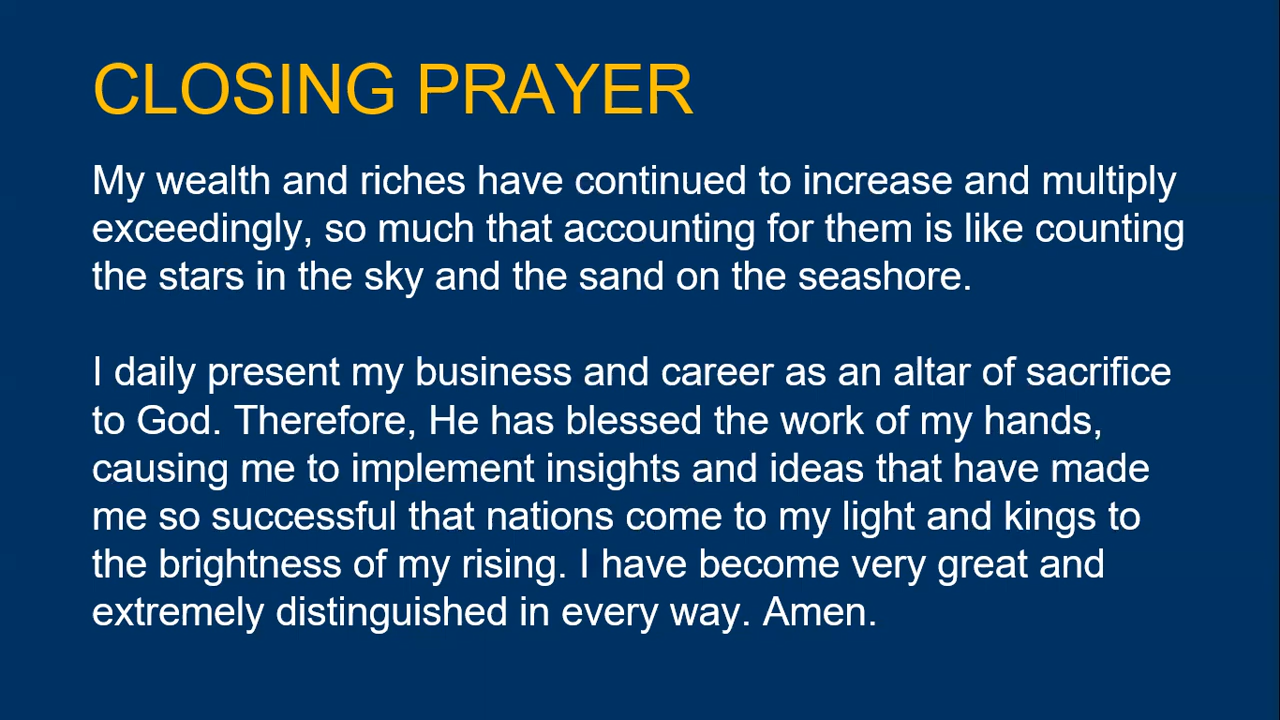 CLOSING PRAYER
My wealth and riches have continued to increase and multiply
exceedingly, so much that accounting for them is like counting
the stars in the sky and the sand on the seashore.
I daily present my business and career as an altar of sacrifice
to God. Therefore, He has blessed the work of my hands,
causing me to implement insights and ideas that have made
me so successful that nations come to my light and kings to
the brightness of my rising. I have become very great and
extremely distinguished in every way. Amen.